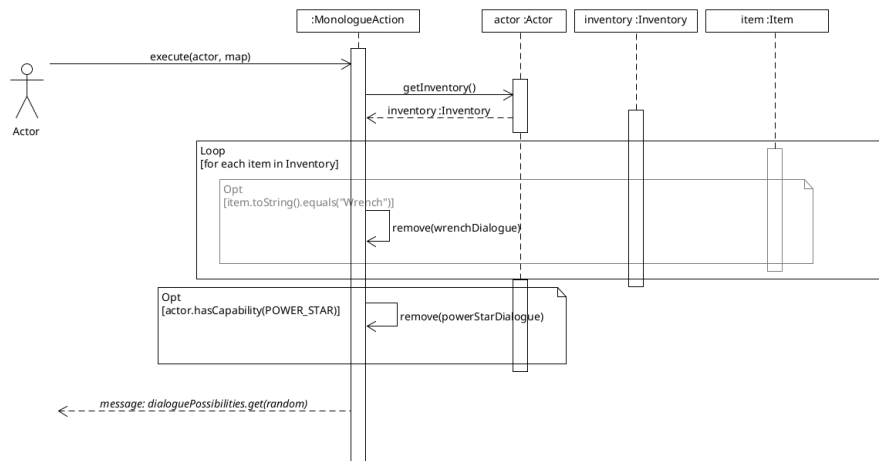 :MonologueAction
actor :Actor
inventory :Inventory
item :Item
execute(actor, map)
Actor
getInventory()
inventory :Inventory
Loop
[for each item in Inventory]
Opt
[item.toString().equals("Wrench")]
remove(wrenchDialogue)
Opt
[actor.hasCapability(POWER_STAR)]
remove(powerStarDialogue)
message: dialoguePossibilities.get(random)